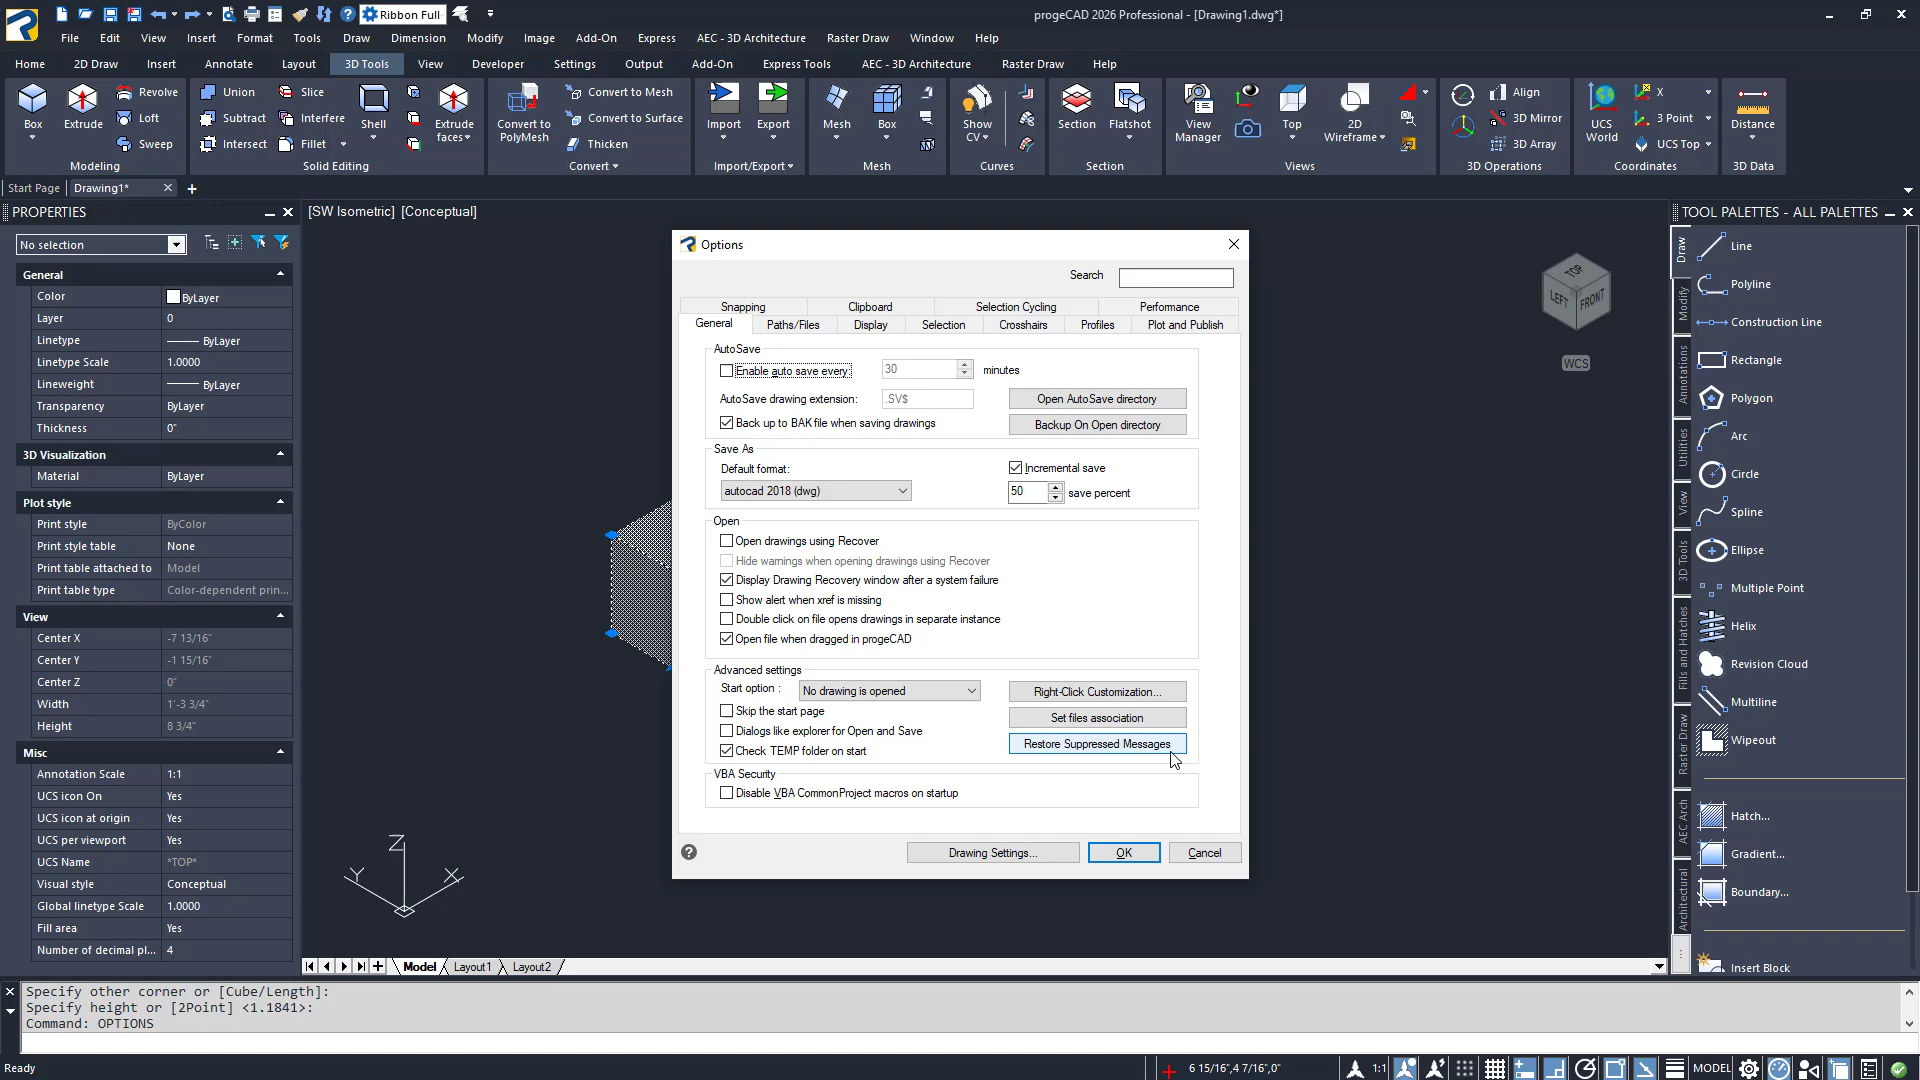 Ribbon Full
progeCAD 2026 Professional - [Drawing1.dwg*]
File Edit View Insert Format Tools Draw Dimension Modify Image Add-On Express AEC - 3D Architecture Raster Draw Window Help
Home 2D Draw Insert Annotate Layout 3D Tools View Developer Settings Output Add-On Express Tools AEC - 3D Architecture Raster Draw Help
Box
Extrude
Revolve
Loft
Sweep
Modeling
Union
Subtract
Intersect
Slice
Interfere
Fillet
Shell
Extrude faces
Solid Editing
Convert to PolyMesh
Convert to Mesh
Convert to Surface
Thicken
Convert
Import
Export
Import/Export
Mesh
Box
Mesh
Show CV
Curves
Section
Flatshot
Section
View Manager
Top
2D Wireframe
Views
Align
3D Mirror
3D Array
3D Operations
UCS World
X
3 Point
UCS Top
Coordinates
Distance
3D Data
Start Page Drawing1*
PROPERTIES
No selection
General
Color ByLayer
Layer 0
Linetype ByLayer
Linetype Scale 1.0000
Lineweight ByLayer
Transparency ByLayer
Thickness 0"
3D Visualization
Material ByLayer
Plot style
Print style ByColor
Print style table None
Print table attached to Model
Print table type Color-dependent prin...
View
Center X -7 13/16"
Center Y -1 15/16"
Center Z 0"
Width 1'-3 3/4"
Height 8 3/4"
Misc
Annotation Scale 1:1
UCS icon On Yes
UCS icon at origin Yes
UCS per viewport Yes
UCS Name *TOP*
Visual style Conceptual
Global linetype Scale 1.0000
Fill area Yes
Number of decimal pl... 4
[SW Isometric] [Conceptual]
Z
Y X
TOP
LEFT FRONT
WCS
Options
Search
Snapping Clipboard Selection Cycling Performance
General Paths/Files Display Selection Crosshairs Profiles Plot and Publish
AutoSave
Enable auto save every: 30 minutes
AutoSave drawing extension: .SV$ Open AutoSave directory
Back up to BAK file when saving drawings Backup On Open directory
Save As
Default format: Incremental save
autocad 2018 (dwg) 50 save percent
Open
Open drawings using Recover
Hide warnings when opening drawings using Recover
Display Drawing Recovery window after a system failure
Show alert when xref is missing
Double click on file opens drawings in separate instance
Open file when dragged in progeCAD
Advanced settings
Start option : No drawing is opened Right-Click Customization...
Skip the start page Set files association
Dialogs like explorer for Open and Save Restore Suppressed Messages
Check TEMP folder on start
VBA Security
Disable VBA CommonProject macros on startup
Drawing Settings... OK Cancel
TOOL PALETTES - ALL PALETTES
Draw
Modify
Annotations
Utilities
View
3D Tools
Fills and Hatches
Raster Draw
AEC Arch
Architectural
Line
Polyline
Construction Line
Rectangle
Polygon
Arc
Circle
Spline
Ellipse
Multiple Point
Helix
Revision Cloud
Multiline
Wipeout
Hatch...
Gradient...
Boundary...
Insert Block
Model Layout1 Layout2
Specify other corner or [Cube/Length]:
Specify height or [2Point] <1.1841>:
Command: OPTIONS
Ready
6 15/16",4 7/16",0"
1:1
MODEL